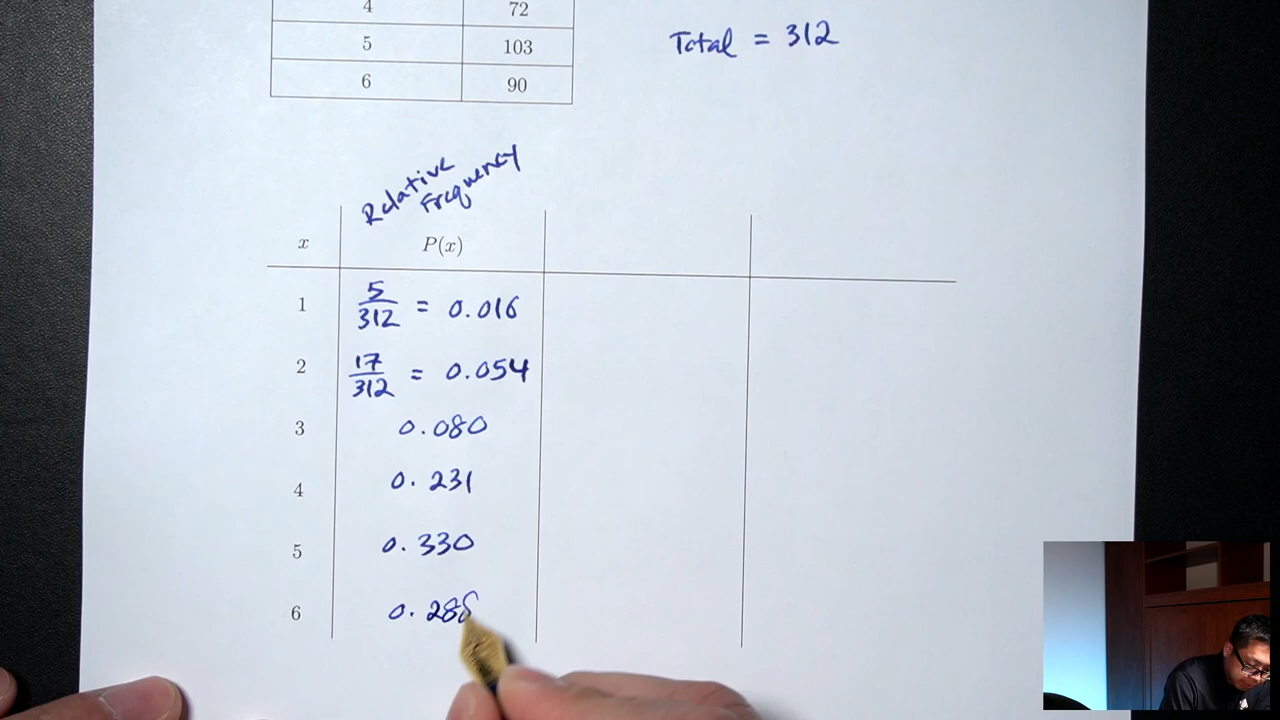 4 72
5 103
6 90
Total = 312
Relative
Frequency
x P(x)
1 5/312 = 0.016
2 17/312 = 0.054
3 0.080
4 0.231
5 0.330
6 0.288